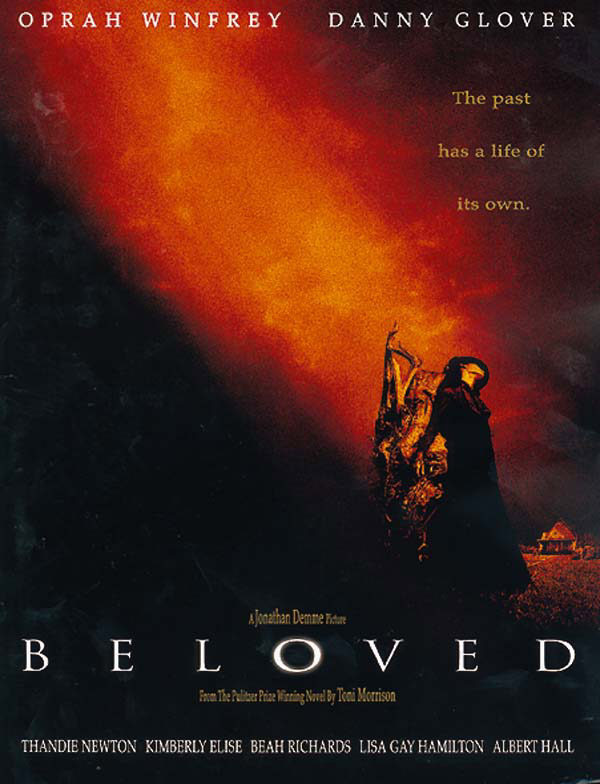 OPRAH WINFREY DANNY GLOVER
The past
has a life of
its own.
A Jonathan Demme Picture
BELOVED
From The Pulitzer Prize Winning Novel By Toni Morrison
THANDIE NEWTON KIMBERLY ELISE BEAH RICHARDS LISA GAY HAMILTON ALBERT HALL